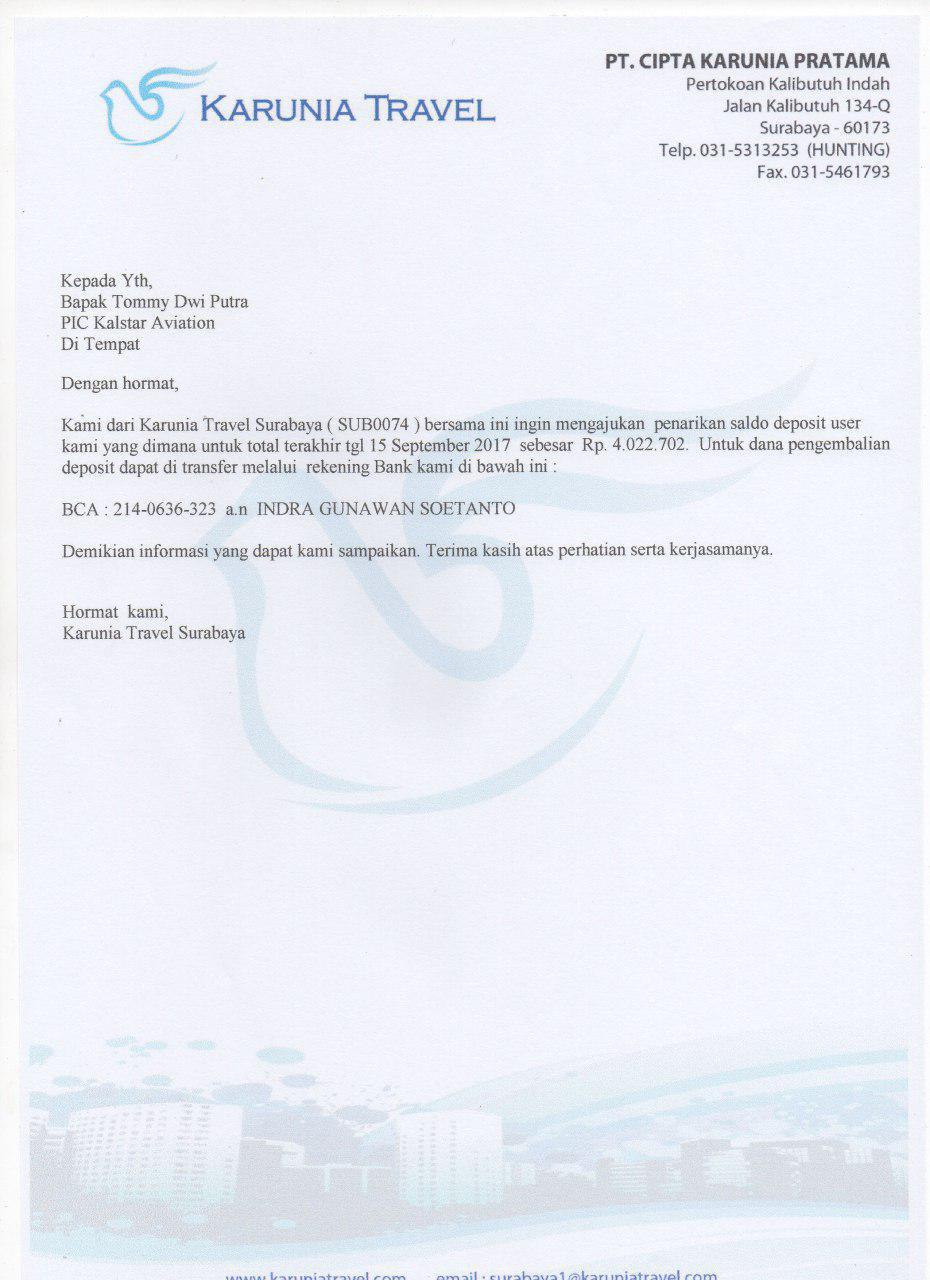 KARUNIA TRAVEL
PT. CIPTA KARUNIA PRATAMA
Pertokoan Kalibutuh Indah
Jalan Kalibutuh 134-Q
Surabaya - 60173
Telp. 031-5313253 (HUNTING)
Fax. 031-5461793
Kepada Yth,
Bapak Tommy Dwi Putra
PIC Kalstar Aviation
Di Tempat
Dengan hormat,
Kami dari Karunia Travel Surabaya ( SUB0074 ) bersama ini ingin mengajukan penarikan saldo deposit user
kami yang dimana untuk total terakhir tgl 15 September 2017 sebesar Rp. 4.022.702. Untuk dana pengembalian
deposit dapat di transfer melalui rekening Bank kami di bawah ini :
BCA : 214-0636-323 a.n INDRA GUNAWAN SOETANTO
Demikian informasi yang dapat kami sampaikan. Terima kasih atas perhatian serta kerjasamanya.
Hormat kami,
Karunia Travel Surabaya
www.karuniatravel.com email : surabaya1@karuniatravel.com